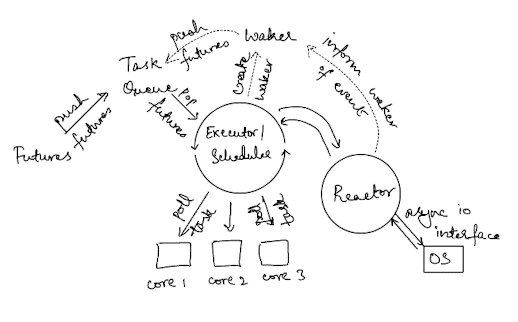 push
futures
Waker
Task
Queue
push
futures
Futures
pop
futures
create
waker
inform waker
of event
Executor/
Scheduler
Reactor
poll
task
poll
task
async io
interface
OS
core 1
core 2
core 3